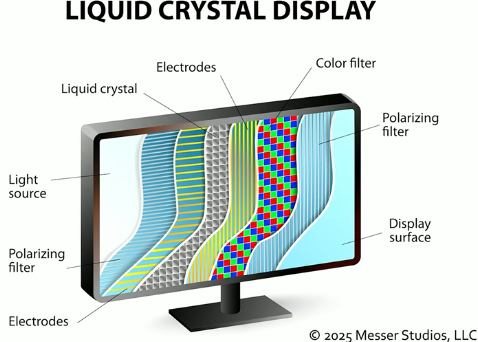 LIQUID CRYSTAL DISPLAY
Electrodes
Color filter
Liquid crystal
Polarizing
filter
Light
source
Display
surface
Polarizing
filter
Electrodes
© 2025 Messer Studios, LLC